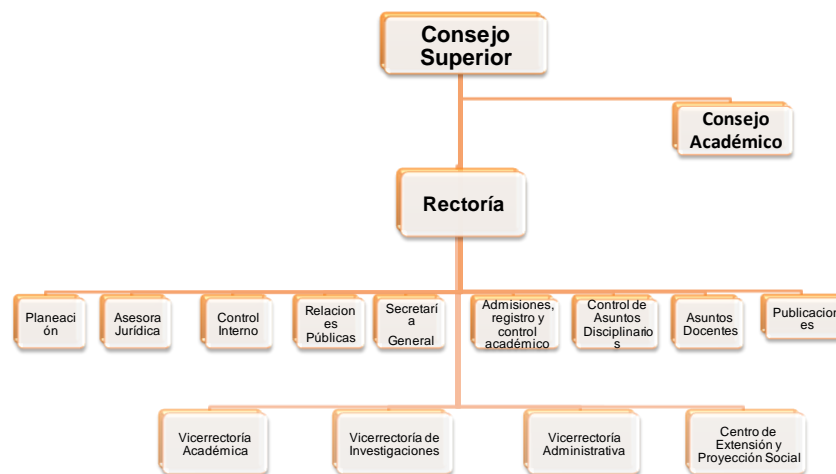 Consejo
Superior
Consejo
Académico
Rectoría
Planeaci
ón
Asesora
Jurídica
Control
Interno
Relacion
es
Públicas
Secretarí
a
General
Admisiones,
registro y
control
académico
Control de
Asuntos
Disciplinario
s
Asuntos
Docentes
Publicacion
es
Vicerrectoría
Académica
Vicerrectoría de
Investigaciones
Vicerrectoría
Administrativa
Centro de
Extensión y
Proyección Social